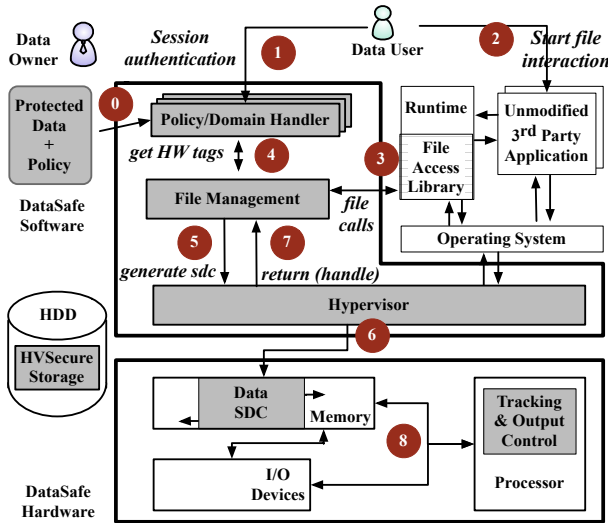 Data
Owner
Session
authentication
1
Data User
2
Start file
interaction
0
Protected
Data
+
Policy
DataSafe
Software
Policy/Domain Handler
get HW tags
4
3
Runtime
File
Access
Library
Unmodified
3rd Party
Application
File Management
file
calls
5
7
generate sdc
return (handle)
Operating System
Hypervisor
6
HDD
HVSecure
Storage
Data
SDC
Memory
8
Tracking
& Output
Control
Processor
I/O
Devices
DataSafe
Hardware